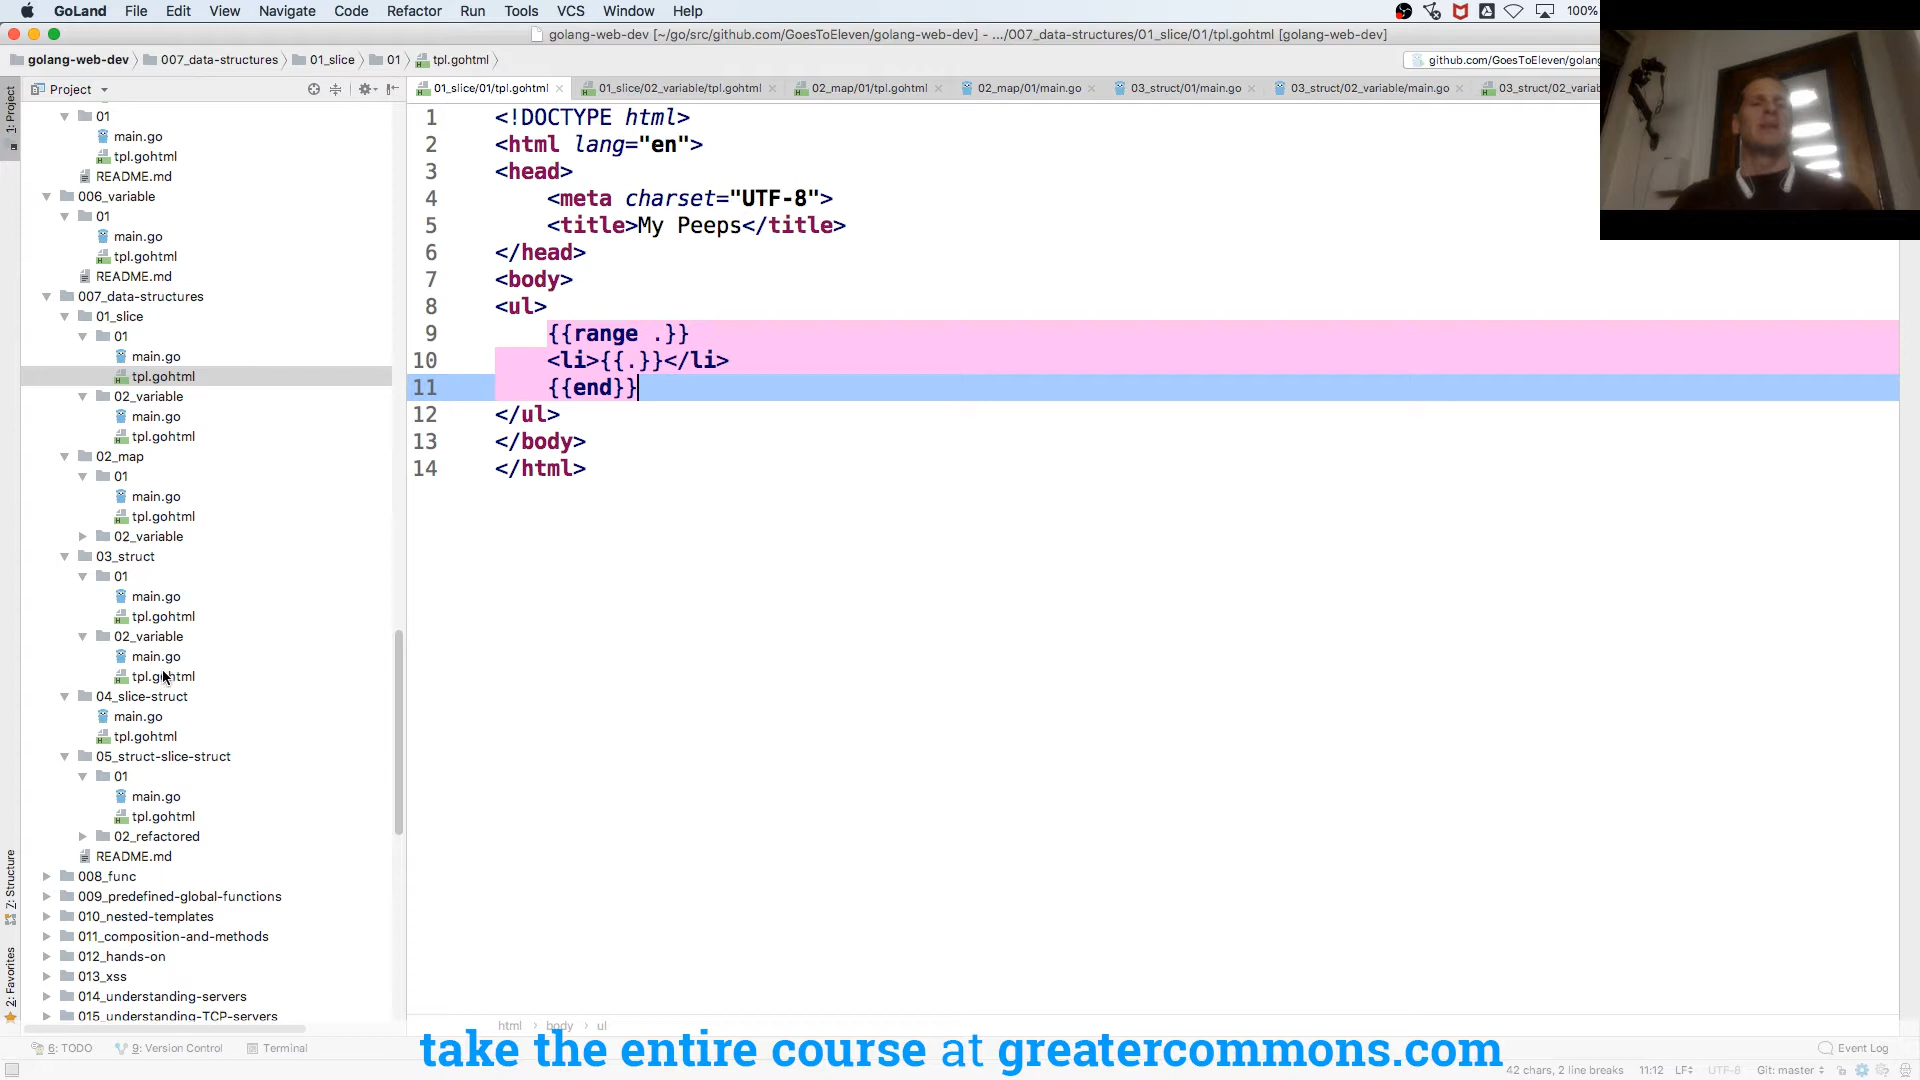 GoLand File Edit View Navigate Code Refactor Run Tools VCS Window Help 100%
golang-web-dev [~/go/src/github.com/GoesToEleven/golang-web-dev] - .../007_data-structures/01_slice/01/tpl.gohtml [golang-web-dev]
golang-web-dev 007_data-structures 01_slice 01 tpl.gohtml github.com/GoesToEleven/golang
Project 01_slice/01/tpl.gohtml 01_slice/02_variable/tpl.gohtml 02_map/01/tpl.gohtml 02_map/01/main.go 03_struct/01/main.go 03_struct/02_variable/main.go 03_struct/02_variab
1: Project
7: Structure
2: Favorites
01
main.go
tpl.gohtml
README.md
006_variable
01
main.go
tpl.gohtml
README.md
007_data-structures
01_slice
01
main.go
tpl.gohtml
02_variable
main.go
tpl.gohtml
02_map
01
main.go
tpl.gohtml
02_variable
03_struct
01
main.go
tpl.gohtml
02_variable
main.go
tpl.gohtml
04_slice-struct
main.go
tpl.gohtml
05_struct-slice-struct
01
main.go
tpl.gohtml
02_refactored
README.md
008_func
009_predefined-global-functions
010_nested-templates
011_composition-and-methods
012_hands-on
013_xss
014_understanding-servers
015_understanding-TCP-servers
1 <!DOCTYPE html>
2 <html lang="en">
3 <head>
4 <meta charset="UTF-8">
5 <title>My Peeps</title>
6 </head>
7 <body>
8 <ul>
9 {{range .}}
10 <li>{{.}}</li>
11 {{end}}
12 </ul>
13 </body>
14 </html>
html body ul
6: TODO 9: Version Control Terminal Event Log
take the entire course at greatercommons.com
42 chars, 2 line breaks 11:12 LF UTF-8 Git: master